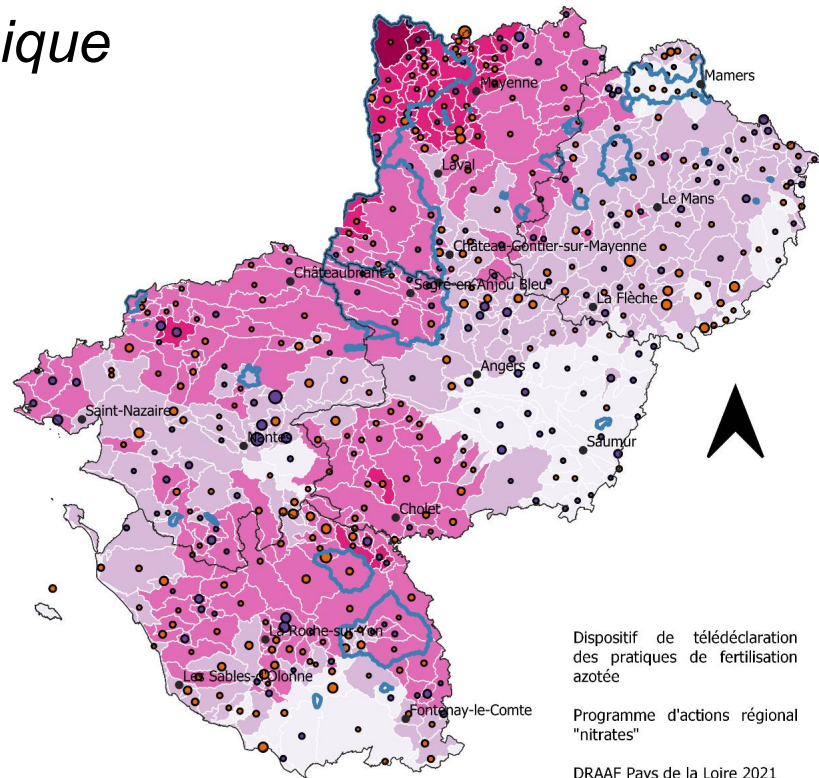 ique
Mayenne
Mamers
Laval
Le Mans
Château-Gontier-sur-Mayenne
Châteaubriant
Segré-en-Anjou Bleu
La Flèche
Angers
Saint-Nazaire
Nantes
Saumur
Cholet
La Roche-sur-Yon
Les Sables-d'Olonne
Fontenay-le-Comte
Dispositif de télédéclaration
des pratiques de fertilisation
azotée
Programme d'actions régional
"nitrates"
DRAAF Pays de la Loire 2021